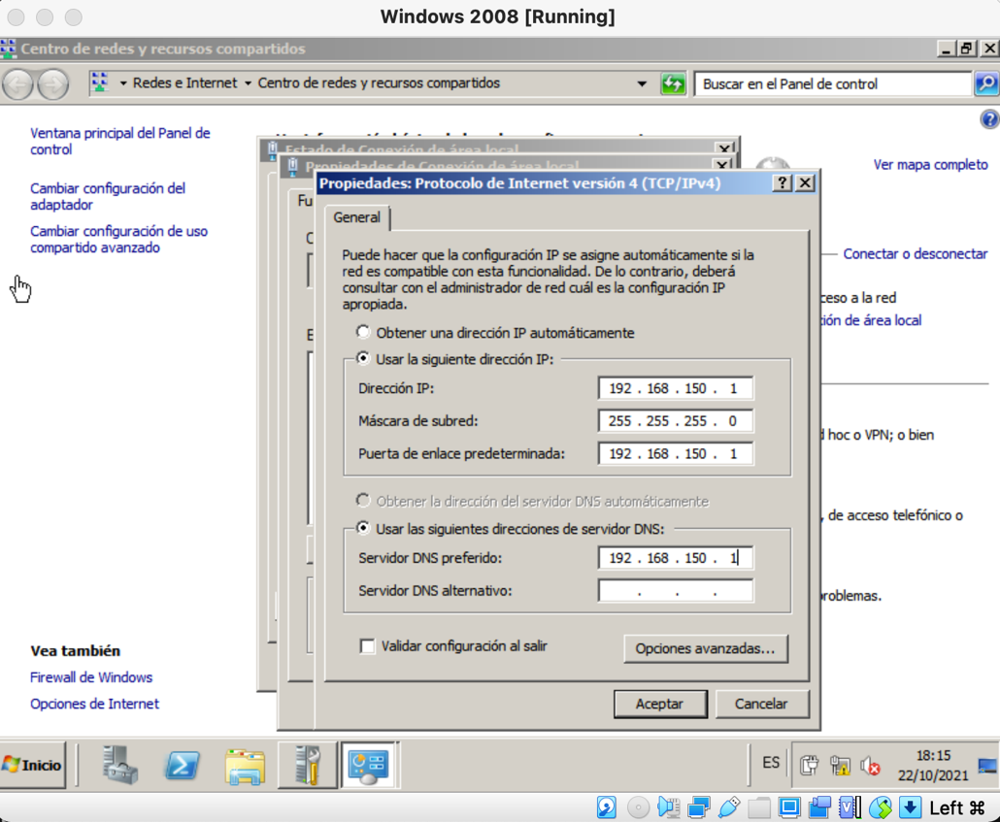 Windows 2008 [Running]
Centro de redes y recursos compartidos
Redes e Internet
Centro de redes y recursos compartidos
Buscar en el Panel de control
Ventana principal del Panel de
control
Cambiar configuración del
adaptador
Cambiar configuración de uso
compartido avanzado
Ver mapa completo
Conectar o desconectar
ceso a la red
ión de área local
d hoc o VPN; o bien
, de acceso telefónico o
roblemas.
Estado de Conexión de área local
Propiedades de Conexión de área local
Fu
Propiedades: Protocolo de Internet versión 4 (TCP/IPv4)
General
Puede hacer que la configuración IP se asigne automáticamente si la
red es compatible con esta funcionalidad. De lo contrario, deberá
consultar con el administrador de red cuál es la configuración IP
apropiada.
Obtener una dirección IP automáticamente
Usar la siguiente dirección IP:
Dirección IP:
192 . 168 . 150 . 1
Máscara de subred:
255 . 255 . 255 . 0
Puerta de enlace predeterminada:
192 . 168 . 150 . 1
Obtener la dirección del servidor DNS automáticamente
Usar las siguientes direcciones de servidor DNS:
Servidor DNS preferido:
192 . 168 . 150 . 1
Servidor DNS alternativo:
. . .
Validar configuración al salir
Opciones avanzadas...
Aceptar
Cancelar
Vea también
Firewall de Windows
Opciones de Internet
Inicio
ES
18:15
22/10/2021
Left ⌘